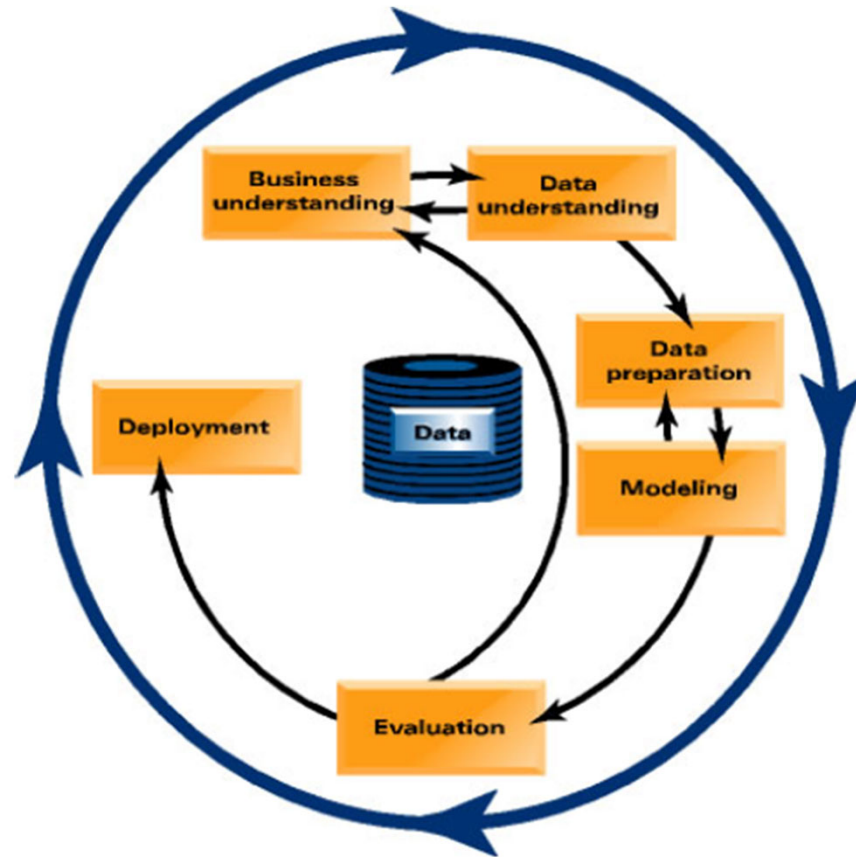 Business
understanding
Data
understanding
Data
preparation
Deployment
Data
Modeling
Evaluation